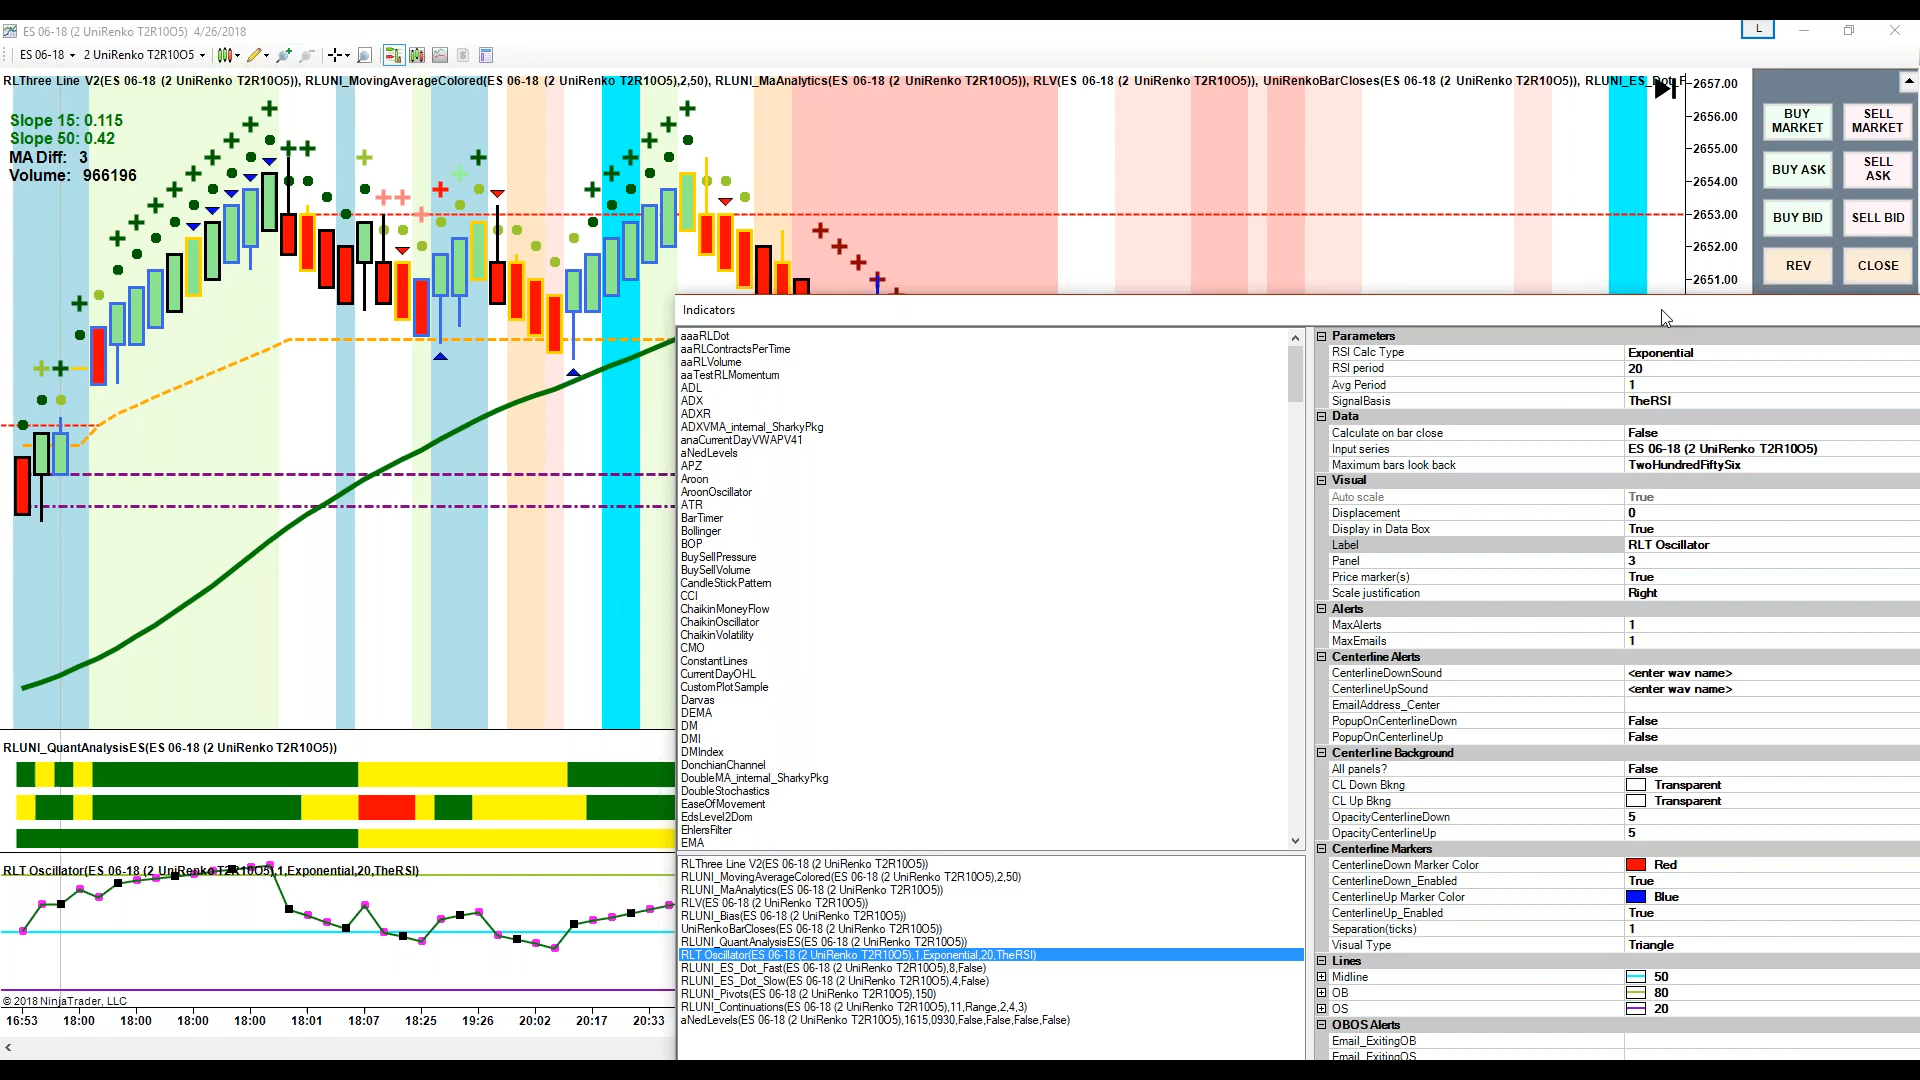 ES 06-18 (2 UniRenko T2R10O5)  4/26/2018
L
ES 06-18
2 UniRenko T2R10O5
RLThree Line V2(ES 06-18 (2 UniRenko T2R10O5)), RLUNI_MovingAverageColored(ES 06-18 (2 UniRenko T2R10O5),2,50), RLUNI_MaAnalytics(ES 06-18 (2 UniRenko T2R10O5)), RLV(ES 06-18 (2 UniRenko T2R10O5)), UniRenkoBarCloses(ES 06-18 (2 UniRenko T2R10O5)), RLUNI_ES_Dot_F
Slope 15: 0.115
Slope 50: 0.42
MA Diff:   3
Volume:   966196
2657.00
2656.00
2655.00
2654.00
2653.00
2652.00
2651.00
BUY MARKET
SELL MARKET
BUY ASK
SELL ASK
BUY BID
SELL BID
REV
CLOSE
Indicators
aaaRLDot
aaRLContractsPerTime
aaRLVolume
aaTestRLMomentum
ADL
ADX
ADXR
ADXVMA_internal_SharkyPkg
anaCurrentDayVWAPV41
aNedLevels
APZ
Aroon
AroonOscillator
ATR
BarTimer
Bollinger
BOP
BuySellPressure
BuySellVolume
CandleStickPattern
CCI
ChaikinMoneyFlow
ChaikinOscillator
ChaikinVolatility
CMO
ConstantLines
CurrentDayOHL
CustomPlotSample
Darvas
DEMA
DM
DMI
DMIndex
DonchianChannel
DoubleMA_internal_SharkyPkg
DoubleStochastics
EaseOfMovement
EdsLevel2Dom
EhlersFilter
EMA
RLThree Line V2(ES 06-18 (2 UniRenko T2R10O5))
RLUNI_MovingAverageColored(ES 06-18 (2 UniRenko T2R10O5),2,50)
RLUNI_MaAnalytics(ES 06-18 (2 UniRenko T2R10O5))
RLV(ES 06-18 (2 UniRenko T2R10O5))
RLUNI_Bias(ES 06-18 (2 UniRenko T2R10O5))
UniRenkoBarCloses(ES 06-18 (2 UniRenko T2R10O5))
RLUNI_QuantAnalysisES(ES 06-18 (2 UniRenko T2R10O5))
RLT Oscillator(ES 06-18 (2 UniRenko T2R10O5),1,Exponential,20,TheRSI)
RLUNI_ES_Dot_Fast(ES 06-18 (2 UniRenko T2R10O5),8,False)
RLUNI_ES_Dot_Slow(ES 06-18 (2 UniRenko T2R10O5),4,False)
RLUNI_Pivots(ES 06-18 (2 UniRenko T2R10O5),150)
RLUNI_Continuations(ES 06-18 (2 UniRenko T2R10O5),11,Range,2,4,3)
aNedLevels(ES 06-18 (2 UniRenko T2R10O5),1615,0930,False,False,False,False)
Parameters
RSI Calc Type Exponential
RSI period 20
Avg Period 1
SignalBasis TheRSI
Data
Calculate on bar close False
Input series ES 06-18 (2 UniRenko T2R10O5)
Maximum bars look back TwoHundredFiftySix
Visual
Auto scale True
Displacement 0
Display in Data Box True
Label RLT Oscillator
Panel 3
Price marker(s) True
Scale justification Right
Alerts
MaxAlerts 1
MaxEmails 1
Centerline Alerts
CenterlineDownSound <enter wav name>
CenterlineUpSound <enter wav name>
EmailAddress_Center
PopupOnCenterlineDown False
PopupOnCenterlineUp False
Centerline Background
All panels? False
CL Down Bkng Transparent
CL Up Bkng Transparent
OpacityCenterlineDown 5
OpacityCenterlineUp 5
Centerline Markers
CenterlineDown Marker Color Red
CenterlineDown_Enabled True
CenterlineUp Marker Color Blue
CenterlineUp_Enabled True
Separation(ticks) 1
Visual Type Triangle
Lines
Midline 50
OB 80
OS 20
OBOS Alerts
Email_ExitingOB
Email_ExitingOS
RLUNI_QuantAnalysisES(ES 06-18 (2 UniRenko T2R10O5))
RLT Oscillator(ES 06-18 (2 UniRenko T2R10O5),1,Exponential,20,TheRSI)
© 2018 NinjaTrader, LLC
16:53 18:00 18:00 18:00 18:00 18:01 18:07 18:25 19:26 20:02 20:17 20:33